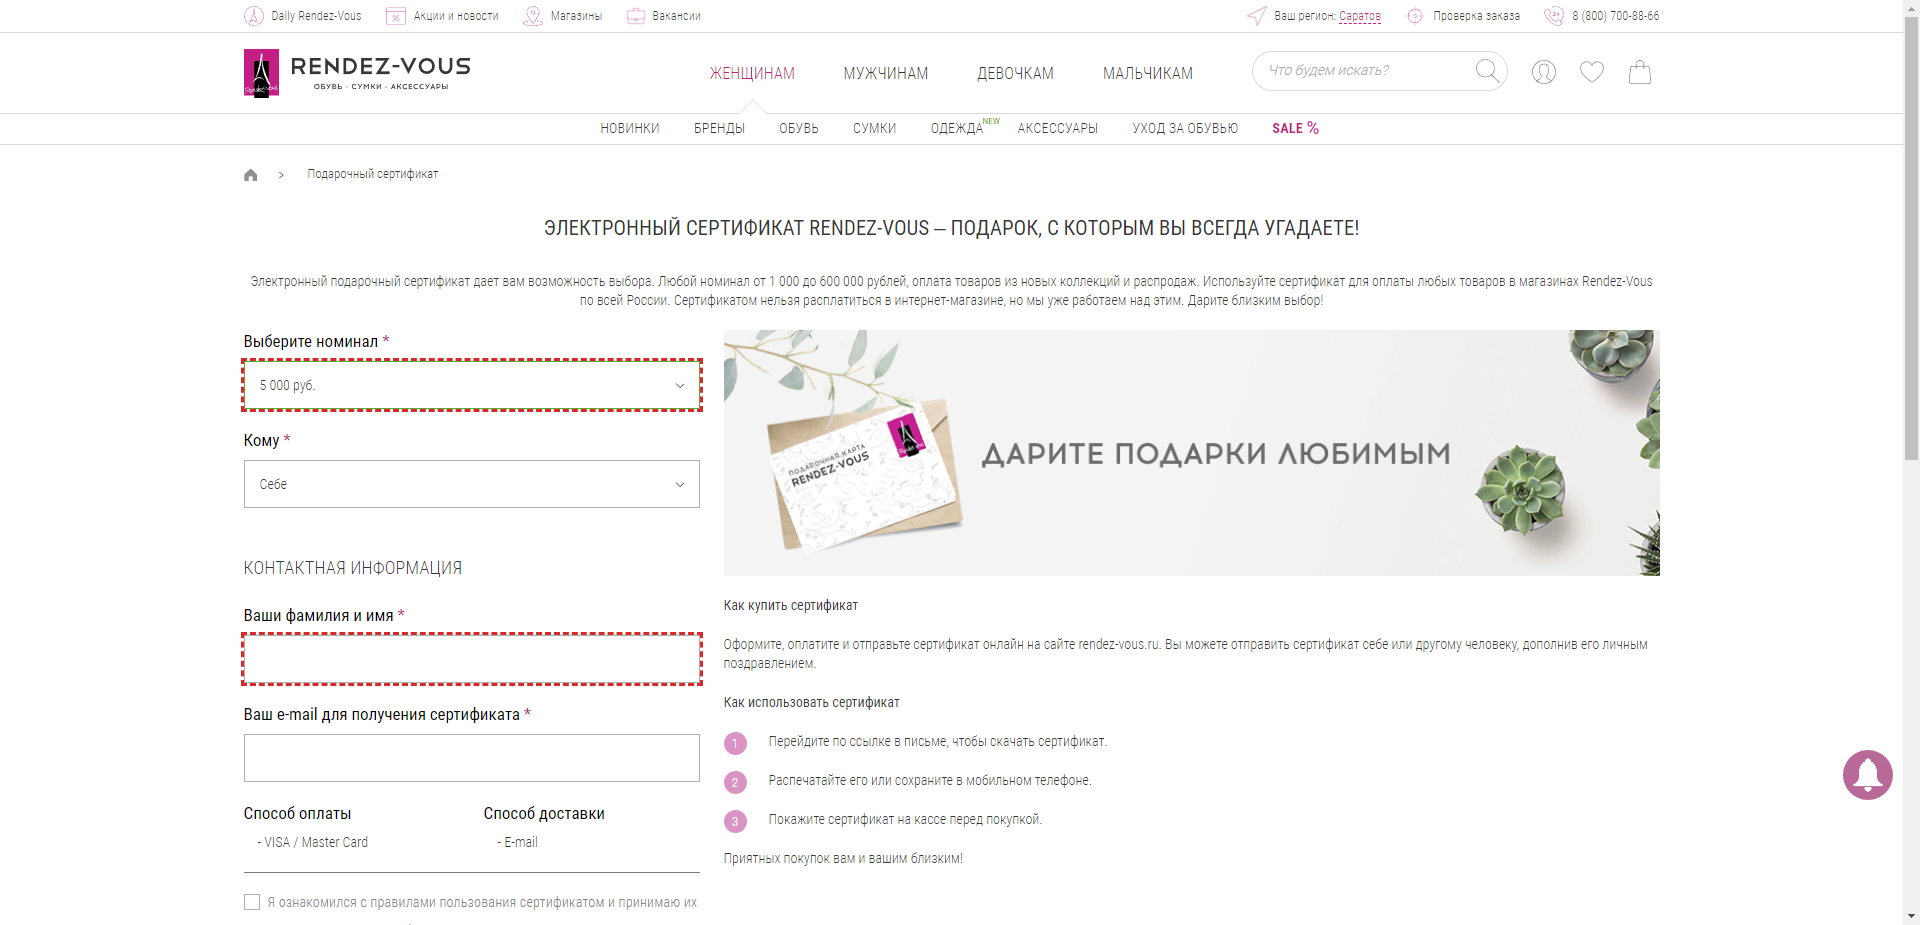 Daily Rendez-Vous
Акции и новости
Магазины
Вакансии
Ваш регион: Саратов
Проверка заказа
8 (800) 700-88-66
RENDEZ-VOUS
ОБУВЬ · СУМКИ · АКСЕССУАРЫ
ЖЕНЩИНАМ
МУЖЧИНАМ
ДЕВОЧКАМ
МАЛЬЧИКАМ
Что будем искать?
НОВИНКИ
БРЕНДЫ
ОБУВЬ
СУМКИ
ОДЕЖДА NEW
АКСЕССУАРЫ
УХОД ЗА ОБУВЬЮ
SALE %
> Подарочный сертификат
ЭЛЕКТРОННЫЙ СЕРТИФИКАТ RENDEZ-VOUS – ПОДАРОК, С КОТОРЫМ ВЫ ВСЕГДА УГАДАЕТЕ!
Электронный подарочный сертификат дает вам возможность выбора. Любой номинал от 1 000 до 600 000 рублей, оплата товаров из новых коллекций и распродаж. Используйте сертификат для оплаты любых товаров в магазинах Rendez-Vous
по всей России. Сертификатом нельзя расплатиться в интернет-магазине, но мы уже работаем над этим. Дарите близким выбор!
Выберите номинал *
5 000 руб.
Кому *
Себе
КОНТАКТНАЯ ИНФОРМАЦИЯ
Ваши фамилия и имя *
Ваш e-mail для получения сертификата *
Способ оплаты
- VISA / Master Card
Способ доставки
- E-mail
Я ознакомился с правилами пользования сертификатом и принимаю их
ПОДАРОЧНАЯ КАРТА
RENDEZ-VOUS
ДАРИТЕ ПОДАРКИ ЛЮБИМЫМ
Как купить сертификат
Оформите, оплатите и отправьте сертификат онлайн на сайте rendez-vous.ru. Вы можете отправить сертификат себе или другому человеку, дополнив его личным
поздравлением.
Как использовать сертификат
1 Перейдите по ссылке в письме, чтобы скачать сертификат.
2 Распечатайте его или сохраните в мобильном телефоне.
3 Покажите сертификат на кассе перед покупкой.
Приятных покупок вам и вашим близким!